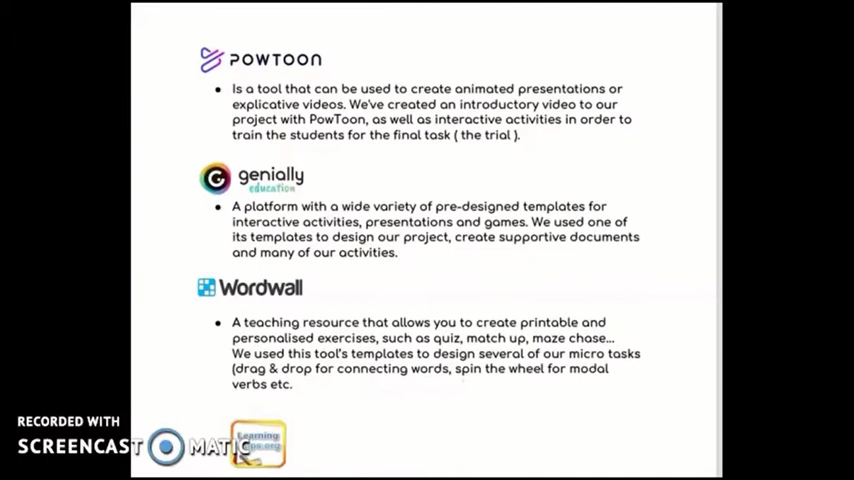 POWTOON
• Is a tool that can be used to create animated presentations or
explicative videos. We've created an introductory video to our
project with PowToon, as well as interactive activities in order to
train the students for the final task ( the trial ).
genially
education
• A platform with a wide variety of pre-designed templates for
interactive activities, presentations and games. We used one of
its templates to design our project, create supportive documents
and many of our activities.
Wordwall
• A teaching resource that allows you to create printable and
personalised exercises, such as quiz, match up, maze chase...
We used this tool's templates to design several of our micro tasks
(drag & drop for connecting words, spin the wheel for modal
verbs etc.
RECORDED WITH
SCREENCAST MATIC
Learning